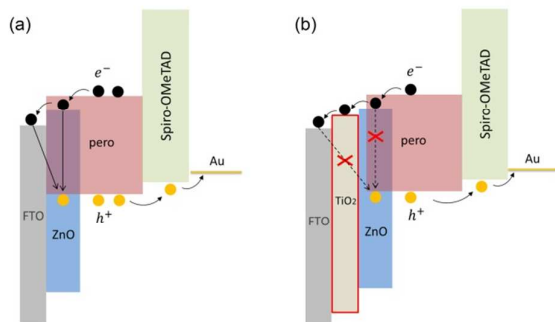 (a)
e⁻
Spiro-OMeTAD
pero
Au
FTO
h⁺
ZnO
(b)
e⁻
Spiro-OMeTAD
pero
Au
TiO₂
FTO
h⁺
ZnO